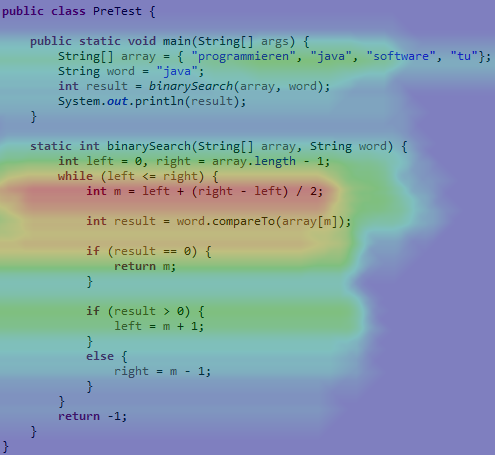 public class PreTest {
public static void main(String[] args) {
String[] array = { "programmieren", "java", "software", "tu"};
String word = "java";
int result = binarySearch(array, word);
System.out.println(result);
}
static int binarySearch(String[] array, String word) {
int left = 0, right = array.length - 1;
while (left <= right) {
int m = left + (right - left) / 2;
int result = word.compareTo(array[m]);
if (result == 0) {
return m;
}
if (result > 0) {
left = m + 1;
}
else {
right = m - 1;
}
}
return -1;
}
}